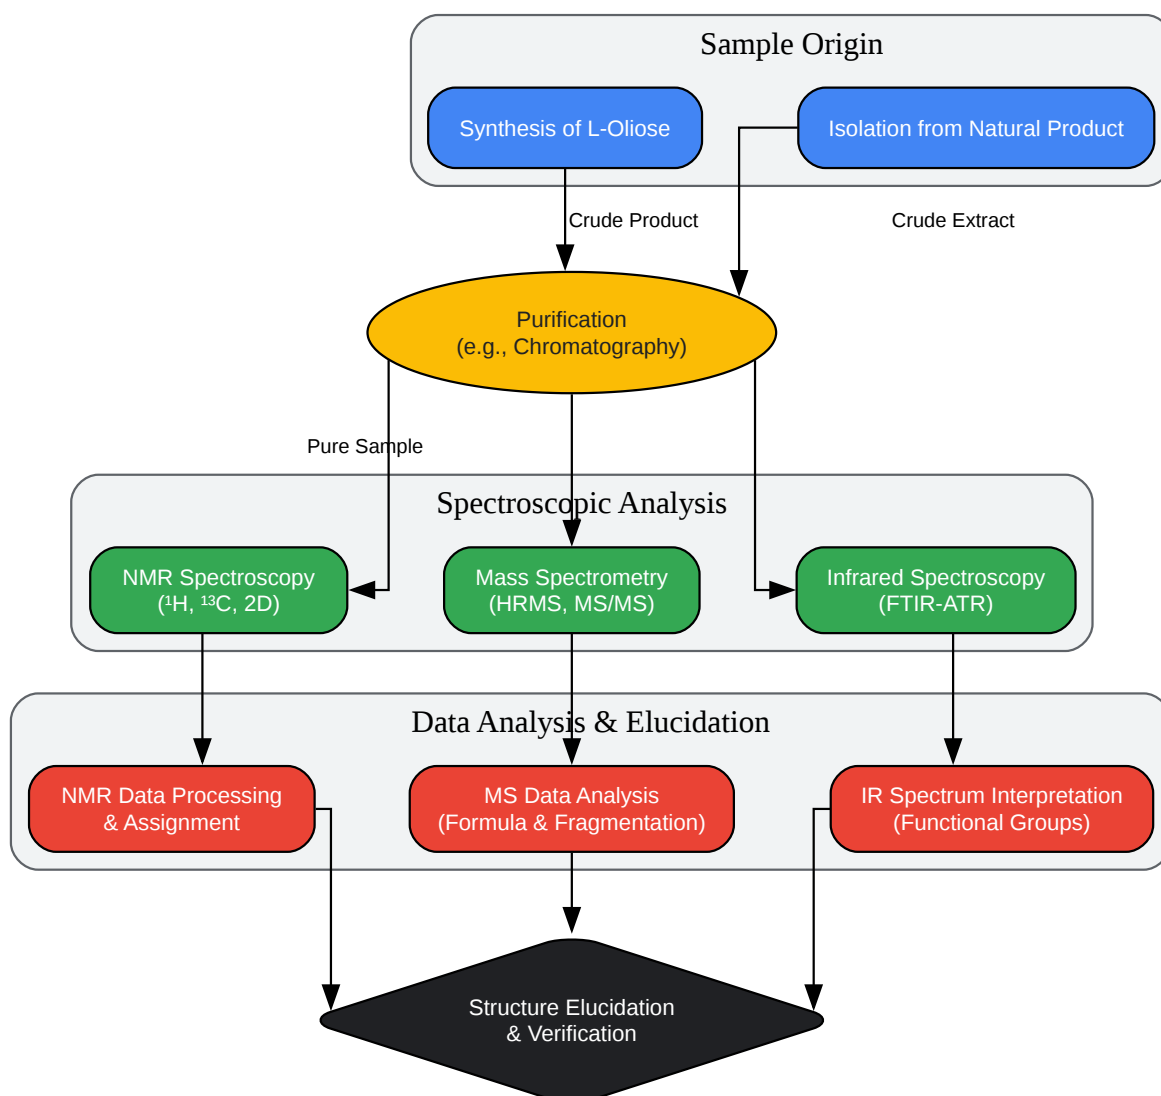 Sample Origin
Synthesis of L-Oliose
Isolation from Natural Product
Crude Product
Crude Extract
Purification
(e.g., Chromatography)
Pure Sample
Spectroscopic Analysis
NMR Spectroscopy
(¹H, ¹³C, 2D)
Mass Spectrometry
(HRMS, MS/MS)
Infrared Spectroscopy
(FTIR-ATR)
Data Analysis & Elucidation
NMR Data Processing
& Assignment
MS Data Analysis
(Formula & Fragmentation)
IR Spectrum Interpretation
(Functional Groups)
Structure Elucidation
& Verification